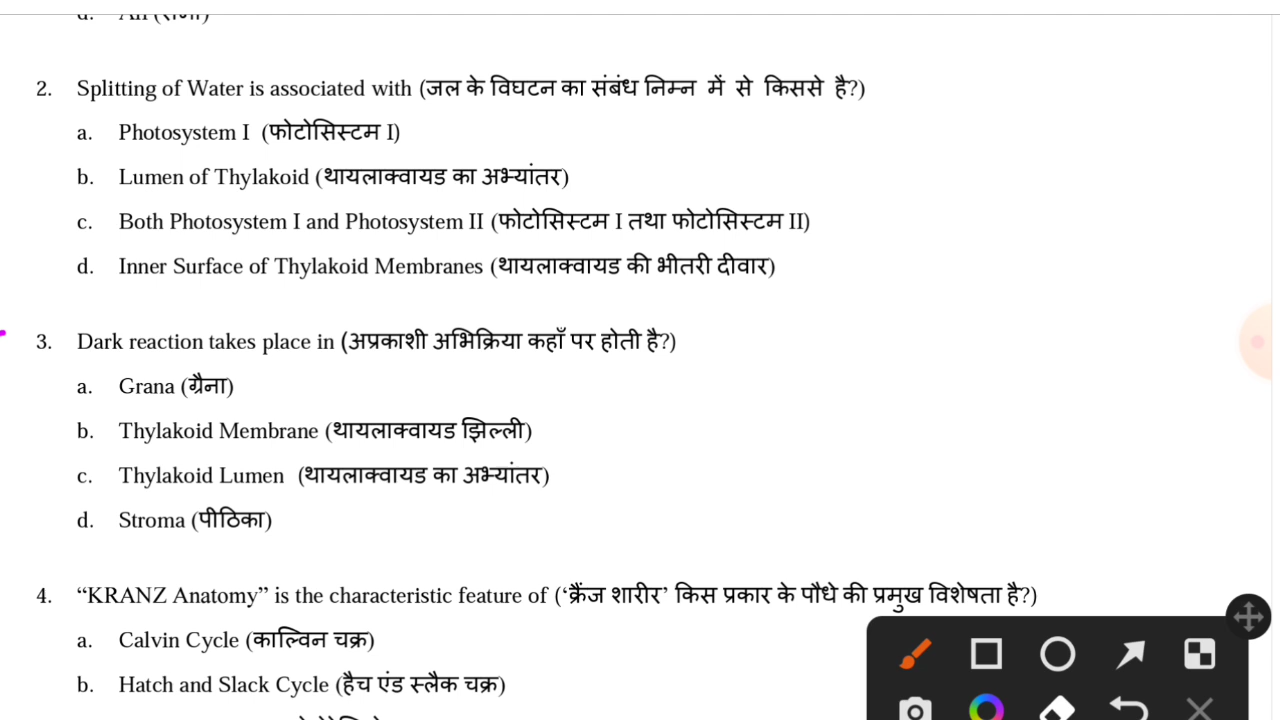 2. Splitting of Water is associated with (जल के विघटन का संबंध निम्न में से किससे है?)
a. Photosystem I (फोटोसिस्टम I)
b. Lumen of Thylakoid (थायलाक्वायड का अभ्यांतर)
c. Both Photosystem I and Photosystem II (फोटोसिस्टम I तथा फोटोसिस्टम II)
d. Inner Surface of Thylakoid Membranes (थायलाक्वायड की भीतरी दीवार)
3. Dark reaction takes place in (अप्रकाशी अभिक्रिया कहाँ पर होती है?)
a. Grana (ग्रैना)
b. Thylakoid Membrane (थायलाक्वायड झिल्ली)
c. Thylakoid Lumen (थायलाक्वायड का अभ्यांतर)
d. Stroma (पीठिका)
4. “KRANZ Anatomy” is the characteristic feature of (‘क्रैंज शारीर’ किस प्रकार के पौधे की प्रमुख विशेषता है?)
a. Calvin Cycle (काल्विन चक्र)
b. Hatch and Slack Cycle (हैच एंड स्लैक चक्र)